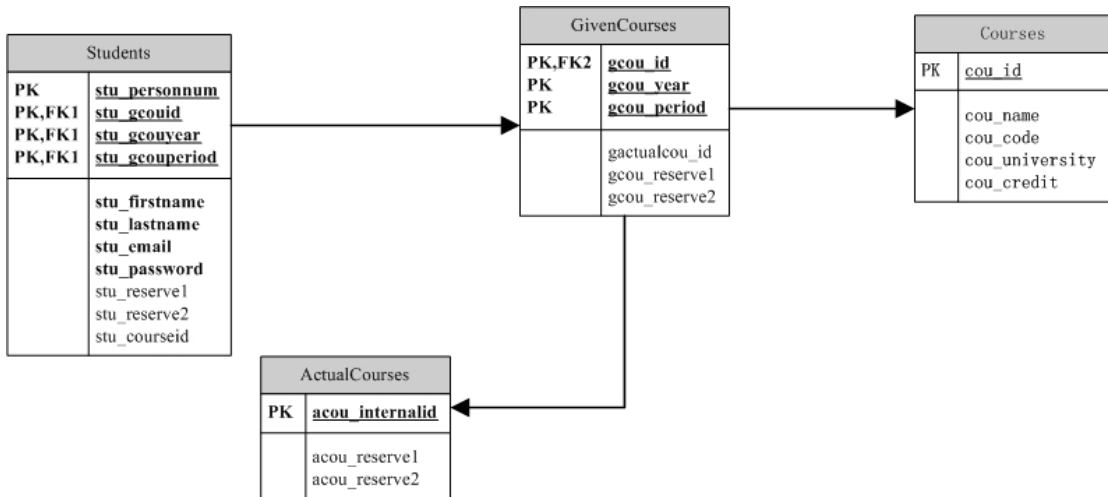 Students
PK stu_personnum
PK,FK1 stu_gcouid
PK,FK1 stu_gcouyear
PK,FK1 stu_gcouperiod
stu_firstname
stu_lastname
stu_email
stu_password
stu_reserve1
stu_reserve2
stu_courseid
GivenCourses
PK,FK2 gcou_id
PK gcou_year
PK gcou_period
gactualcou_id
gcou_reserve1
gcou_reserve2
Courses
PK cou_id
cou_name
cou_code
cou_university
cou_credit
ActualCourses
PK acou_internalid
acou_reserve1
acou_reserve2